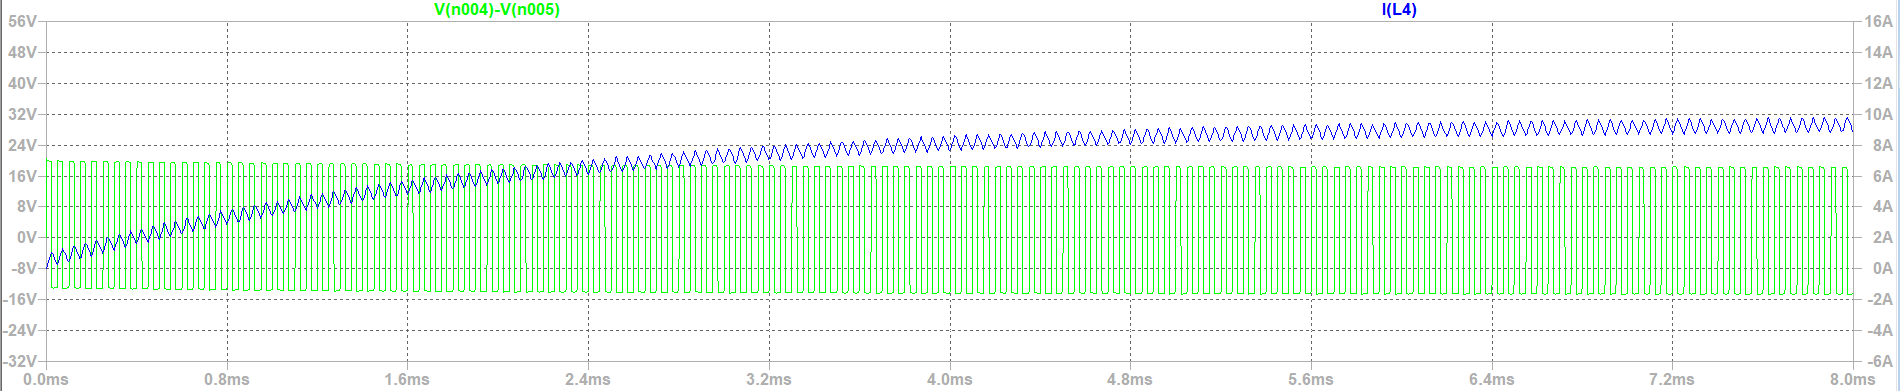 V(n004)-V(n005) I(L4)
56V 16A
48V 14A
40V 12A
32V 10A
24V 8A
16V 6A
8V 4A
0V 2A
-8V 0A
-16V -2A
-24V -4A
-32V -6A
0.0ms 0.8ms 1.6ms 2.4ms 3.2ms 4.0ms 4.8ms 5.6ms 6.4ms 7.2ms 8.0ms